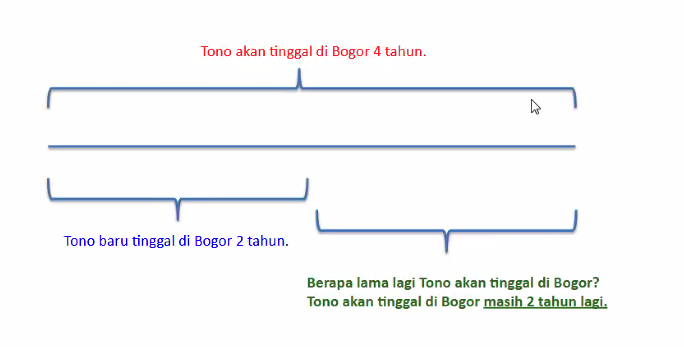 Tono akan tinggal di Bogor 4 tahun.
Tono baru tinggal di Bogor 2 tahun.
Berapa lama lagi Tono akan tinggal di Bogor?
Tono akan tinggal di Bogor masih 2 tahun lagi.